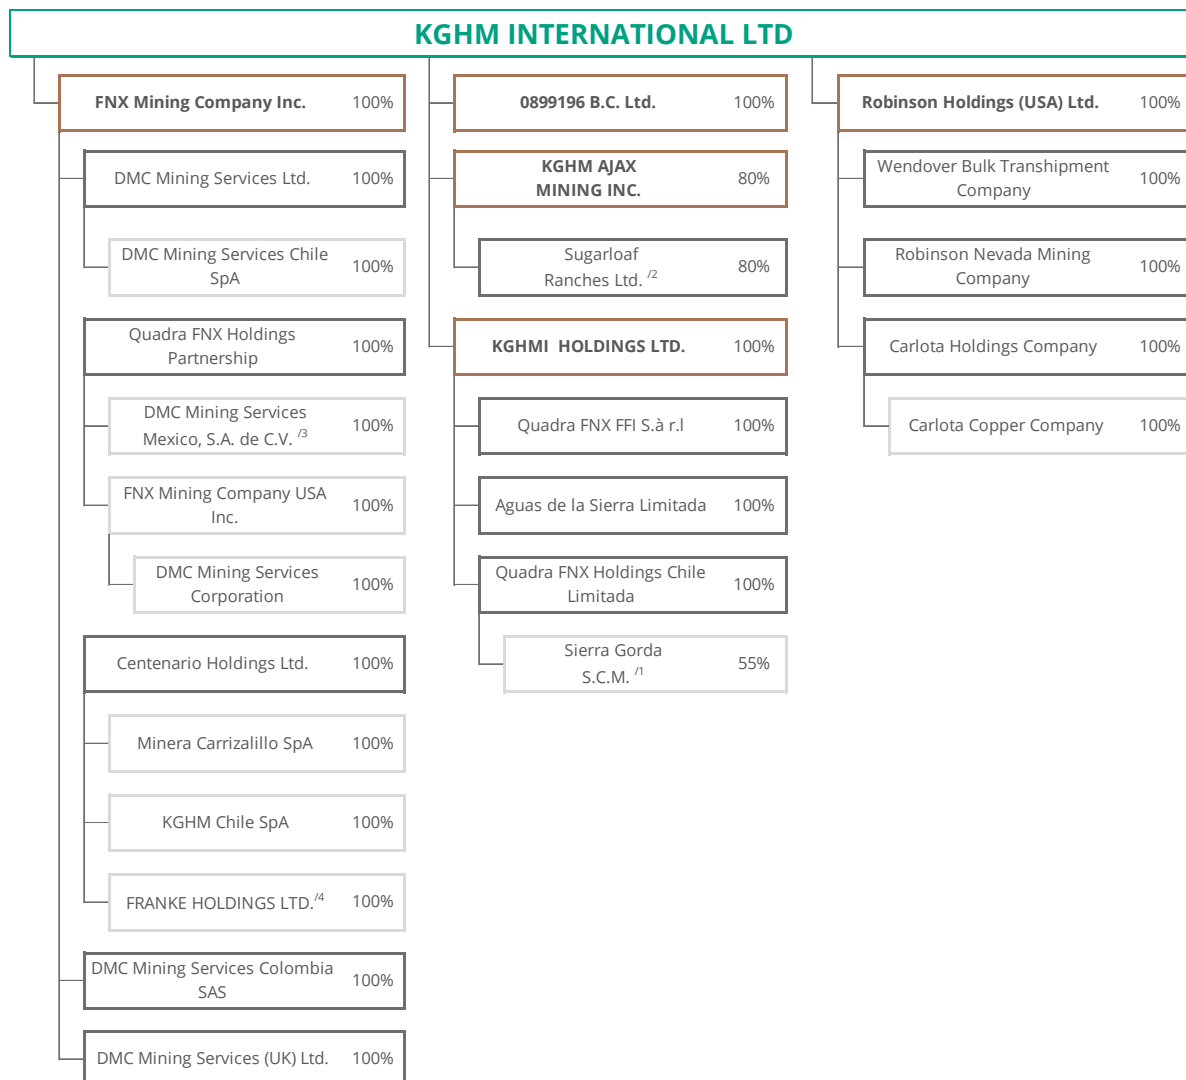 KGHM INTERNATIONAL LTD
FNX Mining Company Inc. 100%
DMC Mining Services Ltd. 100%
DMC Mining Services Chile
SpA 100%
Quadra FNX Holdings
Partnership 100%
DMC Mining Services
Mexico, S.A. de C.V. /3 100%
FNX Mining Company USA
Inc. 100%
DMC Mining Services
Corporation 100%
Centenario Holdings Ltd. 100%
Minera Carrizalillo SpA 100%
KGHM Chile SpA 100%
FRANKE HOLDINGS LTD./4 100%
DMC Mining Services Colombia
SAS 100%
DMC Mining Services (UK) Ltd. 100%
0899196 B.C. Ltd. 100%
KGHM AJAX
MINING INC. 80%
Sugarloaf
Ranches Ltd. /2 80%
KGHMI HOLDINGS LTD. 100%
Quadra FNX FFI S.à r.l 100%
Aguas de la Sierra Limitada 100%
Quadra FNX Holdings Chile
Limitada 100%
Sierra Gorda
S.C.M. /1 55%
Robinson Holdings (USA) Ltd. 100%
Wendover Bulk Transhipment
Company 100%
Robinson Nevada Mining
Company 100%
Carlota Holdings Company 100%
Carlota Copper Company 100%